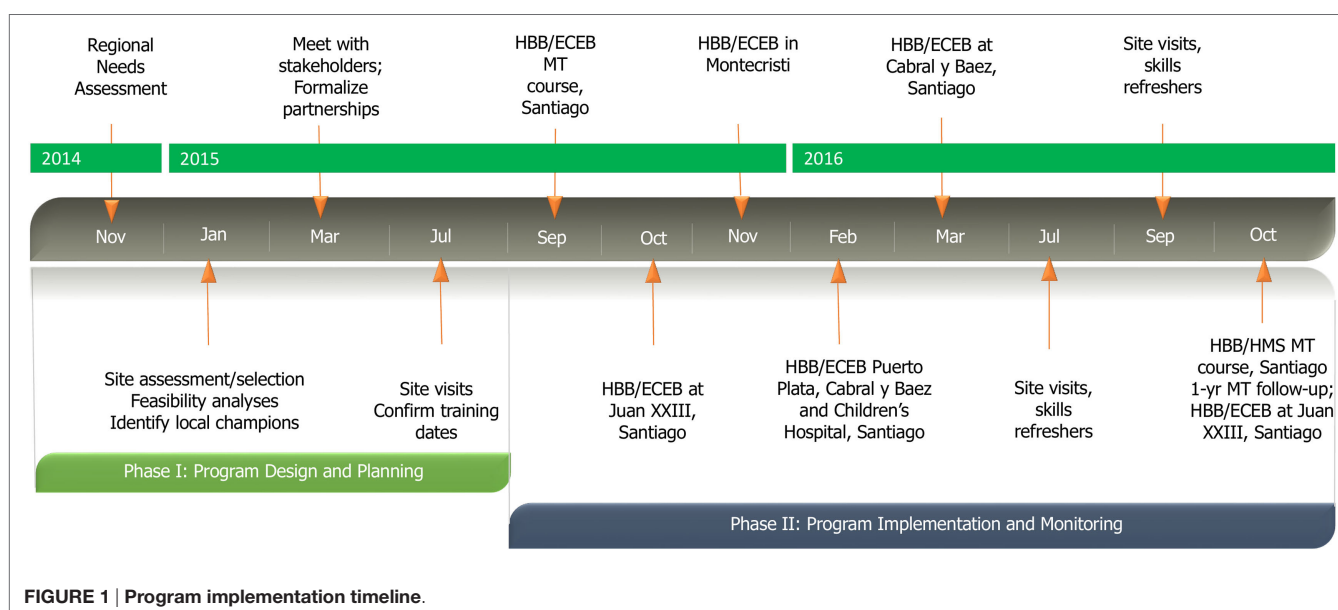 Regional
Needs
Assessment
Meet with
stakeholders;
Formalize
partnerships
HBB/ECEB
MT
course,
Santiago
HBB/ECEB in
Montecristi
HBB/ECEB at
Cabral y Baez,
Santiago
Site visits,
skills
refreshers
2014
2015
2016
Nov
Jan
Mar
Jul
Sep
Oct
Nov
Feb
Mar
Jul
Sep
Oct
Site assessment/selection
Feasibility analyses
Identify local champions
Site visits
Confirm training
dates
HBB/ECEB at
Juan XXIII,
Santiago
HBB/ECEB Puerto
Plata, Cabral y Baez
and Children's
Hospital, Santiago
Site visits,
skills
refreshers
HBB/HMS MT
course, Santiago
1-yr MT follow-up;
HBB/ECEB at Juan
XXIII, Santiago
Phase I: Program Design and Planning
Phase II: Program Implementation and Monitoring
FIGURE 1 | Program implementation timeline.